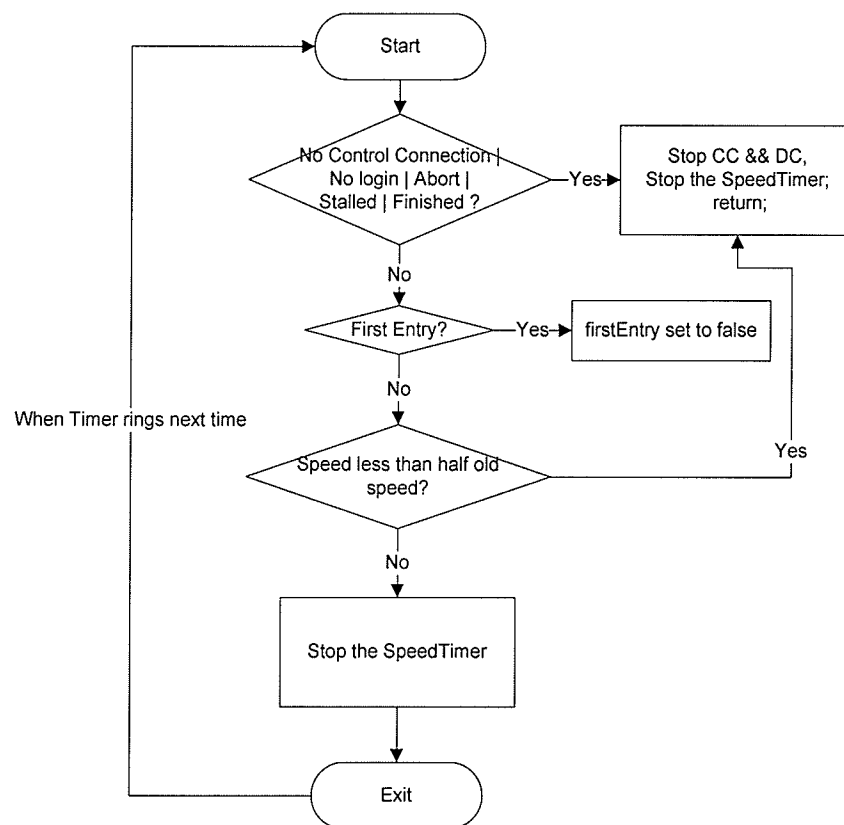 Start
No Control Connection |
No login | Abort |
Stalled | Finished ?
Yes
Stop CC && DC,
Stop the SpeedTimer;
return;
No
First Entry?
Yes
firstEntry set to false
No
When Timer rings next time
Speed less than half old
speed?
Yes
No
Stop the SpeedTimer
Exit